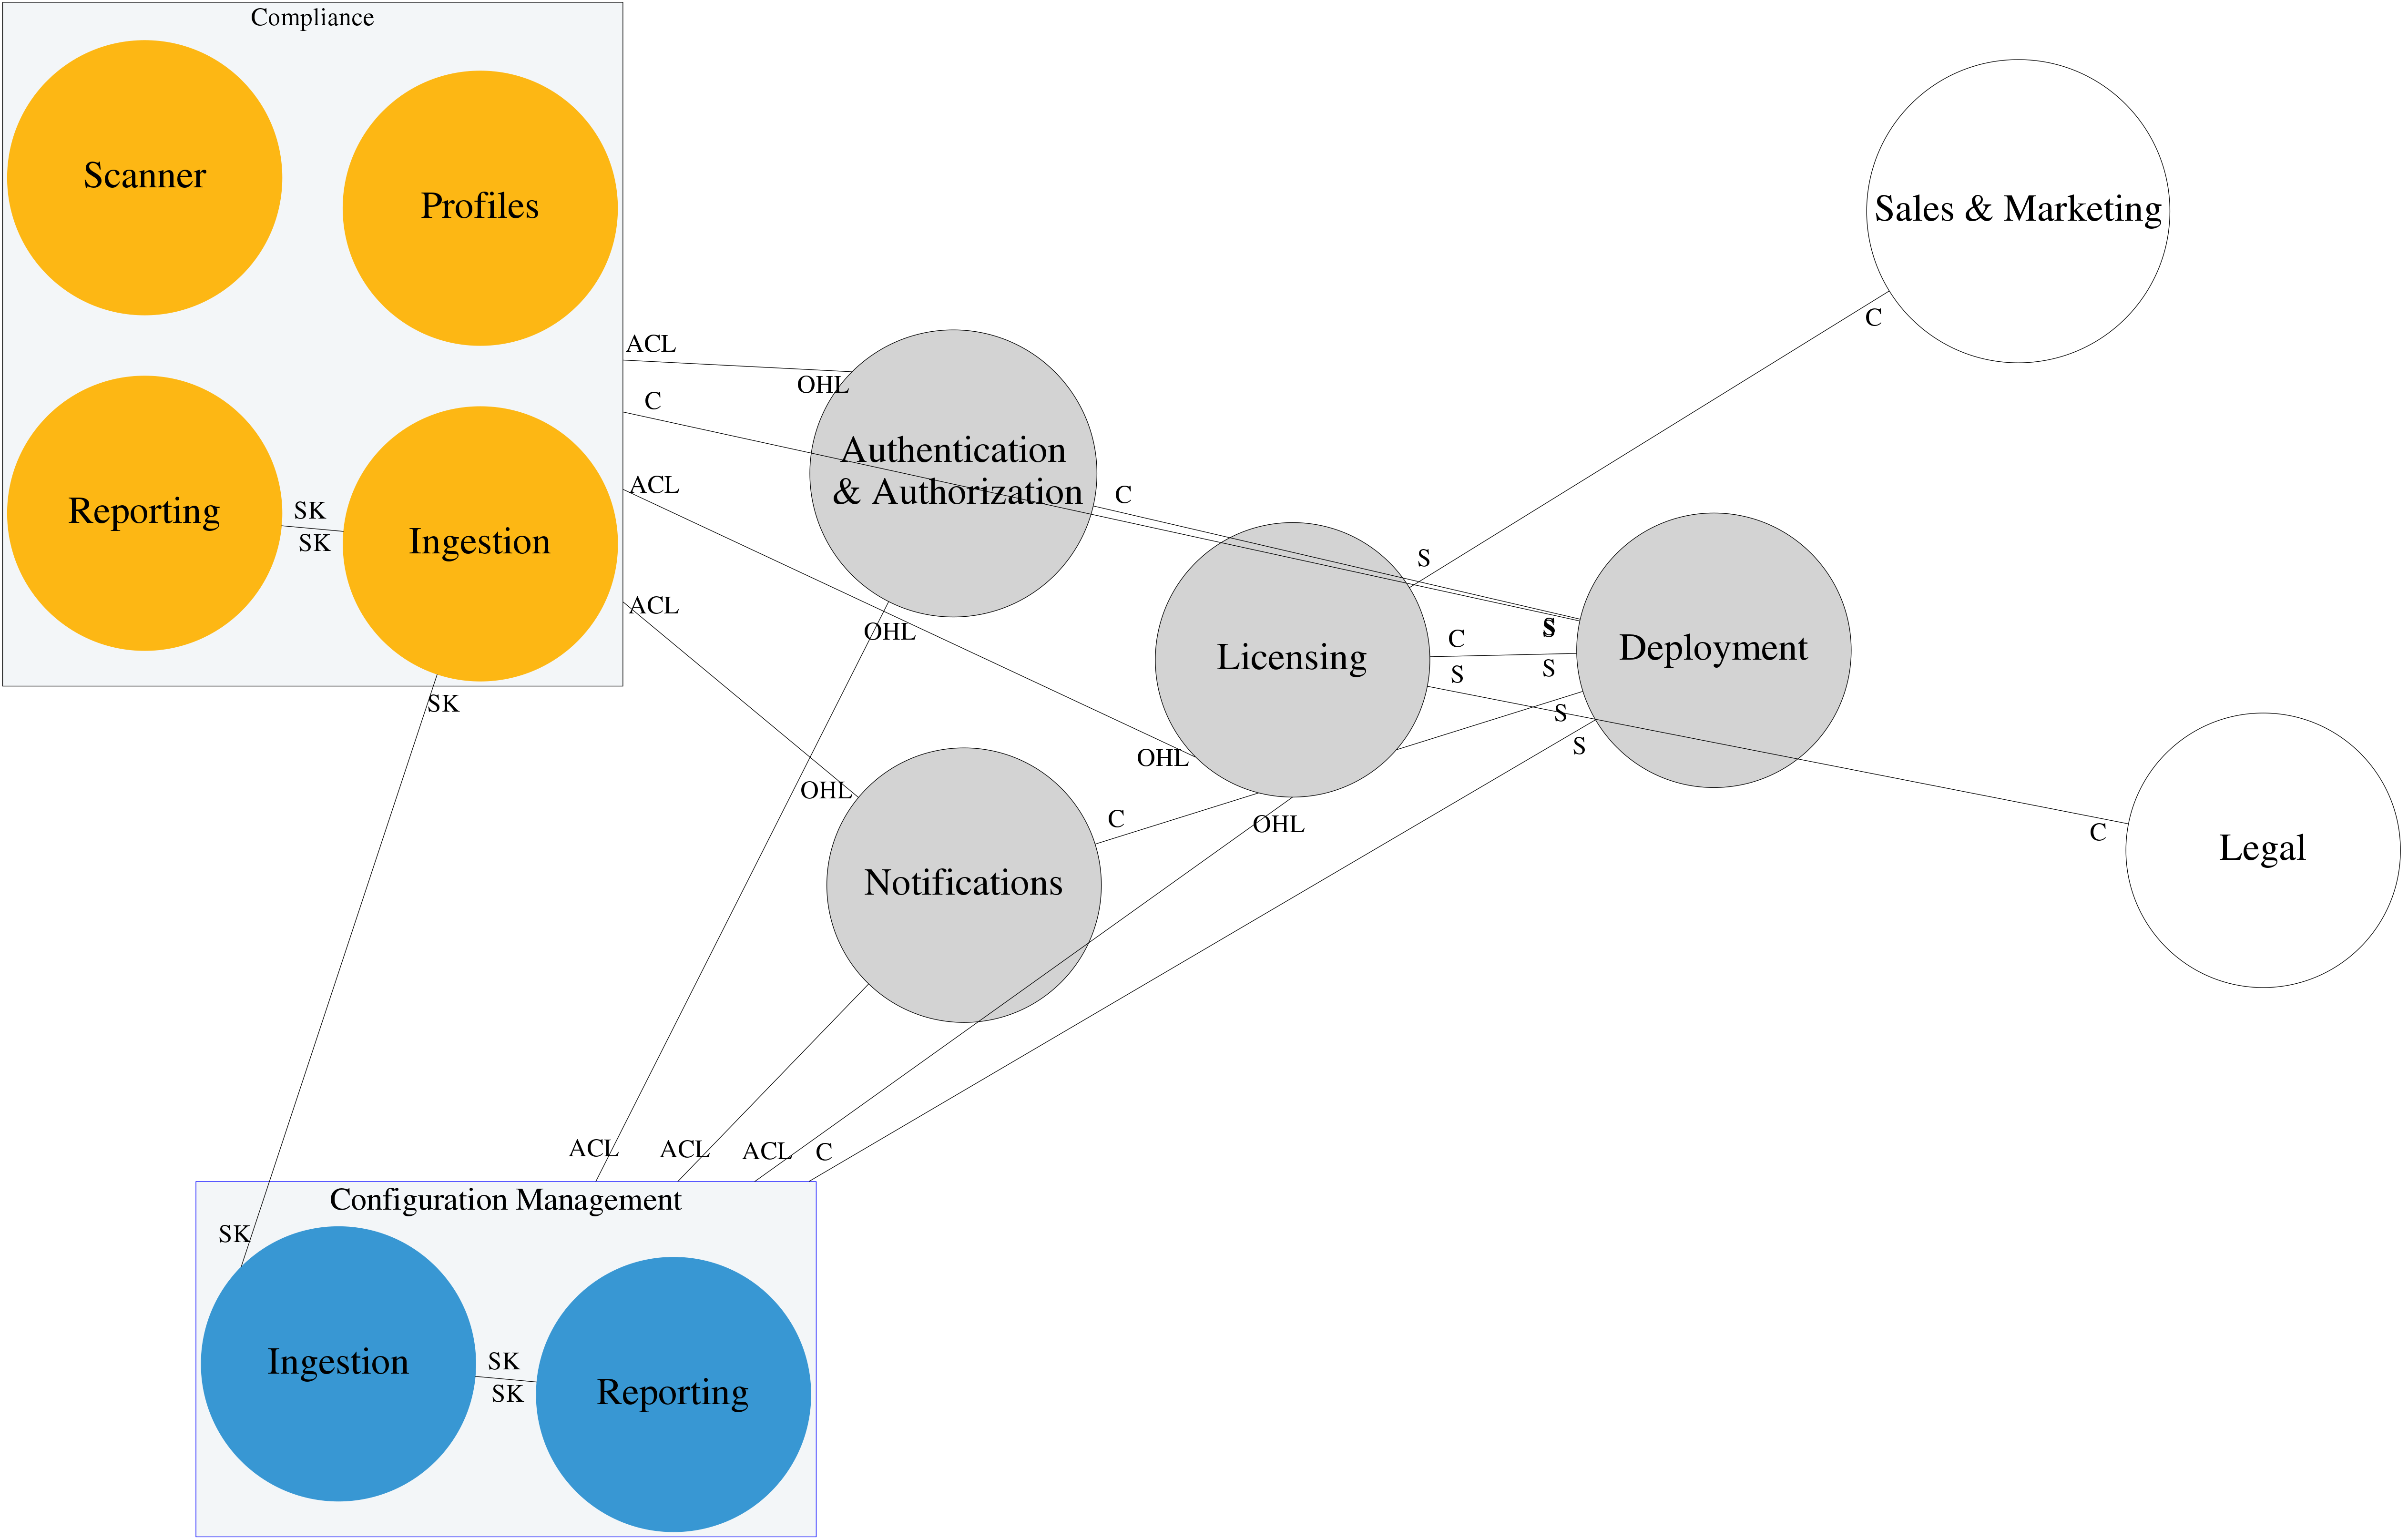 Compliance
Scanner
Profiles
Sales & Marketing
C
ACL
OHL
C
Authentication
& Authorization
ACL
C
Reporting
SK
SK
Ingestion
S
ACL
OHL
SK
C
S
S
S
S
Licensing
Deployment
S
S
S
OHL
OHL
C
OHL
C
Legal
Notifications
ACL
ACL
ACL
C
Configuration Management
SK
Ingestion
SK
SK
Reporting